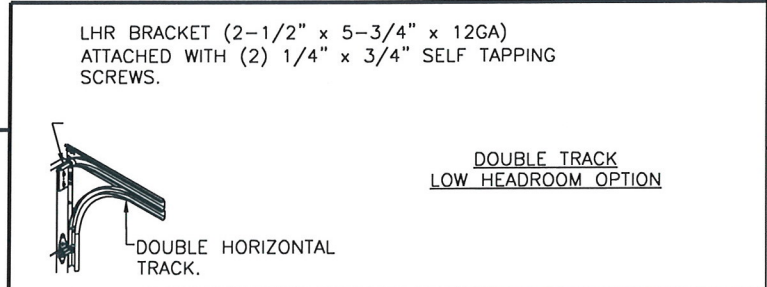 LHR BRACKET (2-1/2" x 5-3/4" x 12GA)
ATTACHED WITH (2) 1/4" x 3/4" SELF TAPPING
SCREWS.
DOUBLE TRACK
LOW HEADROOM OPTION
DOUBLE HORIZONTAL
TRACK.